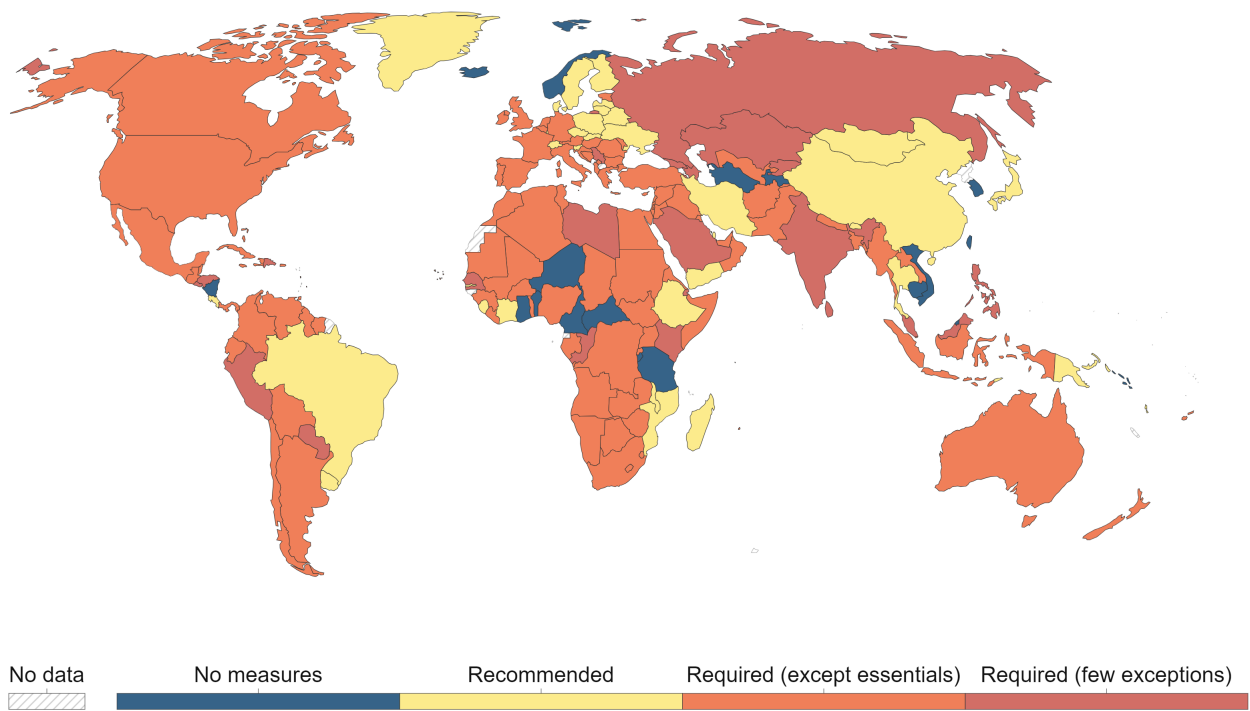 No data
No measures
Recommended
Required (except essentials)
Required (few exceptions)